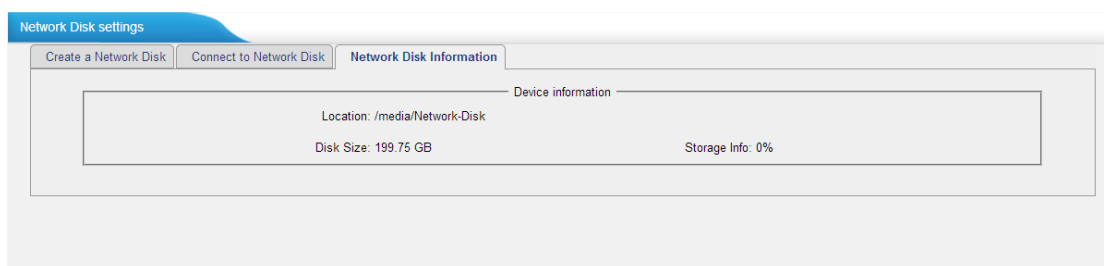 Network Disk settings
Create a Network Disk Connect to Network Disk Network Disk Information
Device information
Location: /media/Network-Disk
Disk Size: 199.75 GB Storage Info: 0%